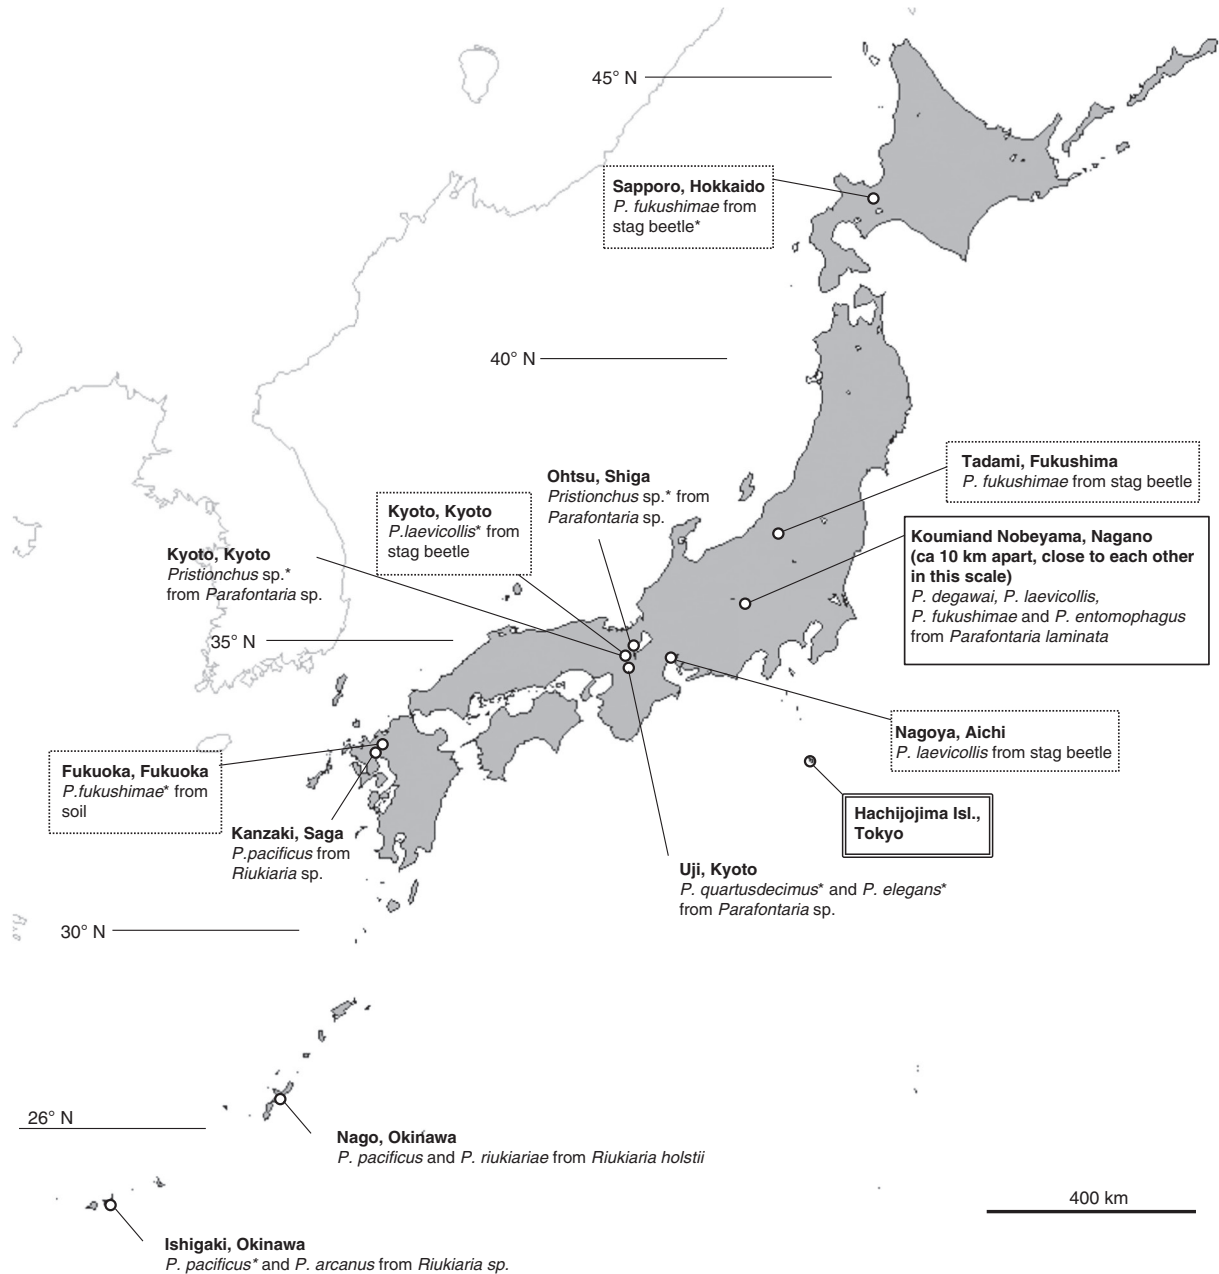 45° N
Sapporo, Hokkaido
P. fukushimae from
stag beetle*
40° N
Tadami, Fukushima
P. fukushimae from stag beetle
Ohtsu, Shiga
Pristionchus sp.* from
Parafontaria sp.
Kyoto, Kyoto
P.laevicollis* from
stag beetle
Koumiand Nobeyama, Nagano
(ca 10 km apart, close to each other
in this scale)
P. degawai, P. laevicollis,
P. fukushimae and P. entomophagus
from Parafontaria laminata
Kyoto, Kyoto
Pristionchus sp.*
from Parafontaria sp.
35° N
Nagoya, Aichi
P. laevicollis from stag beetle
Fukuoka, Fukuoka
P.fukushimae* from
soil
Hachijojima Isl.,
Tokyo
Kanzaki, Saga
P.pacificus from
Riukiaria sp.
Uji, Kyoto
P. quartusdecimus* and P. elegans*
from Parafontaria sp.
30° N
26° N
Nago, Okinawa
P. pacificus and P. riukiariae from Riukiaria holstii
400 km
Ishigaki, Okinawa
P. pacificus* and P. arcanus from Riukiaria sp.